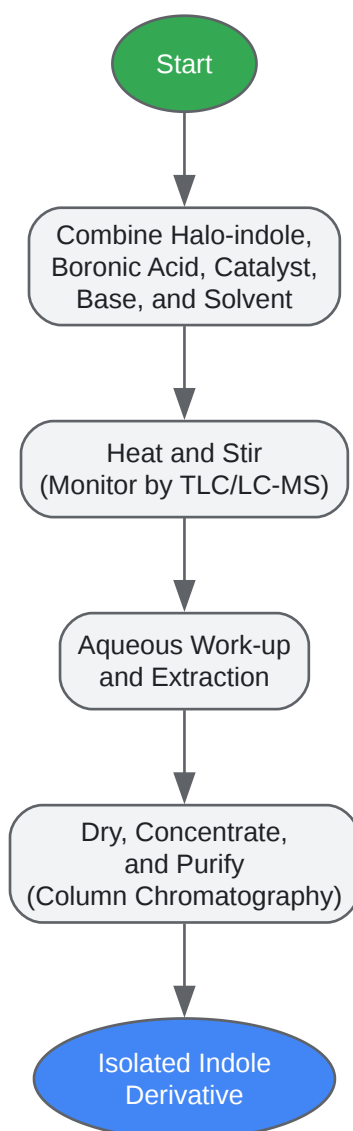 Start
Combine Halo-indole,
Boronic Acid, Catalyst,
Base, and Solvent
Heat and Stir
(Monitor by TLC/LC-MS)
Aqueous Work-up
and Extraction
Dry, Concentrate,
and Purify
(Column Chromatography)
Isolated Indole
Derivative